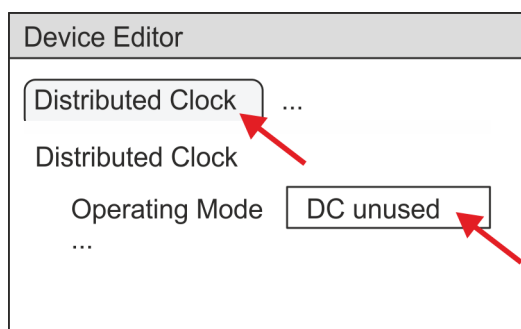 Device Editor
Distributed Clock ...
Distributed Clock
Operating Mode DC unused
...